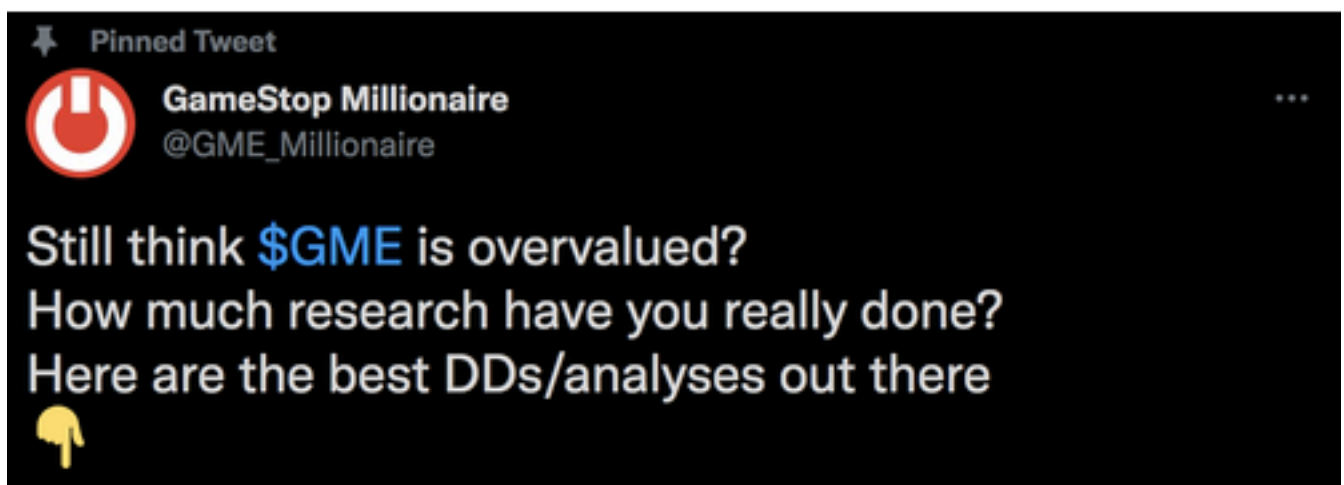 Pinned Tweet
GameStop Millionaire
@GME_Millionaire
Still think $GME is overvalued?
How much research have you really done?
Here are the best DDs/analyses out there
👇